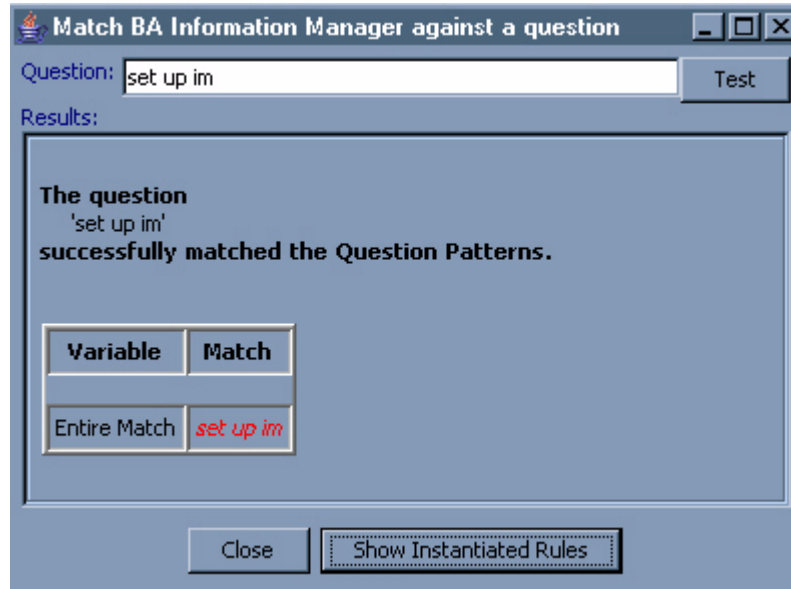 Match BA Information Manager against a question
Question: set up im Test
Results:
The question
'set up im'
successfully matched the Question Patterns.
Variable Match
Entire Match set up im
Close Show Instantiated Rules